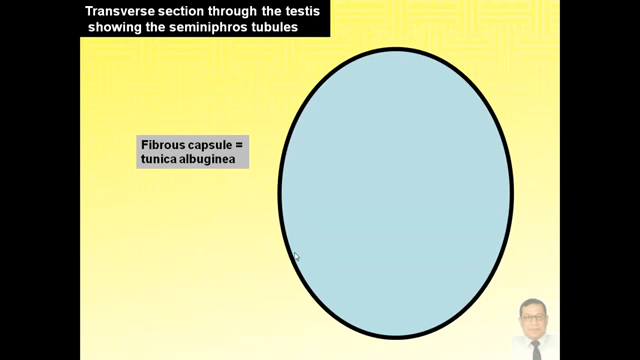 Transverse section through the testis
showing the seminiphros tubules
Fibrous capsule =
tunica albuginea